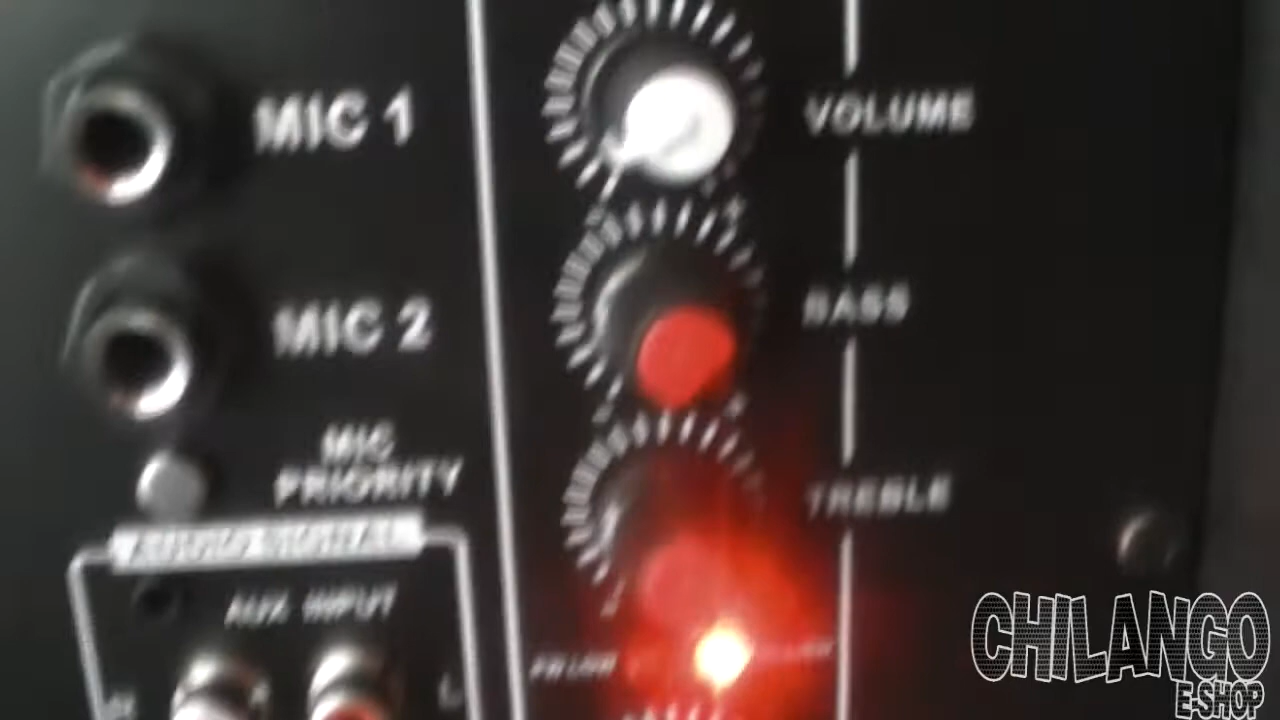 MIC 1
VOLUME
MIC 2
BASS
MIC
PRIORITY
TREBLE
AUX INPUT
CHILANGO
E-SHOP